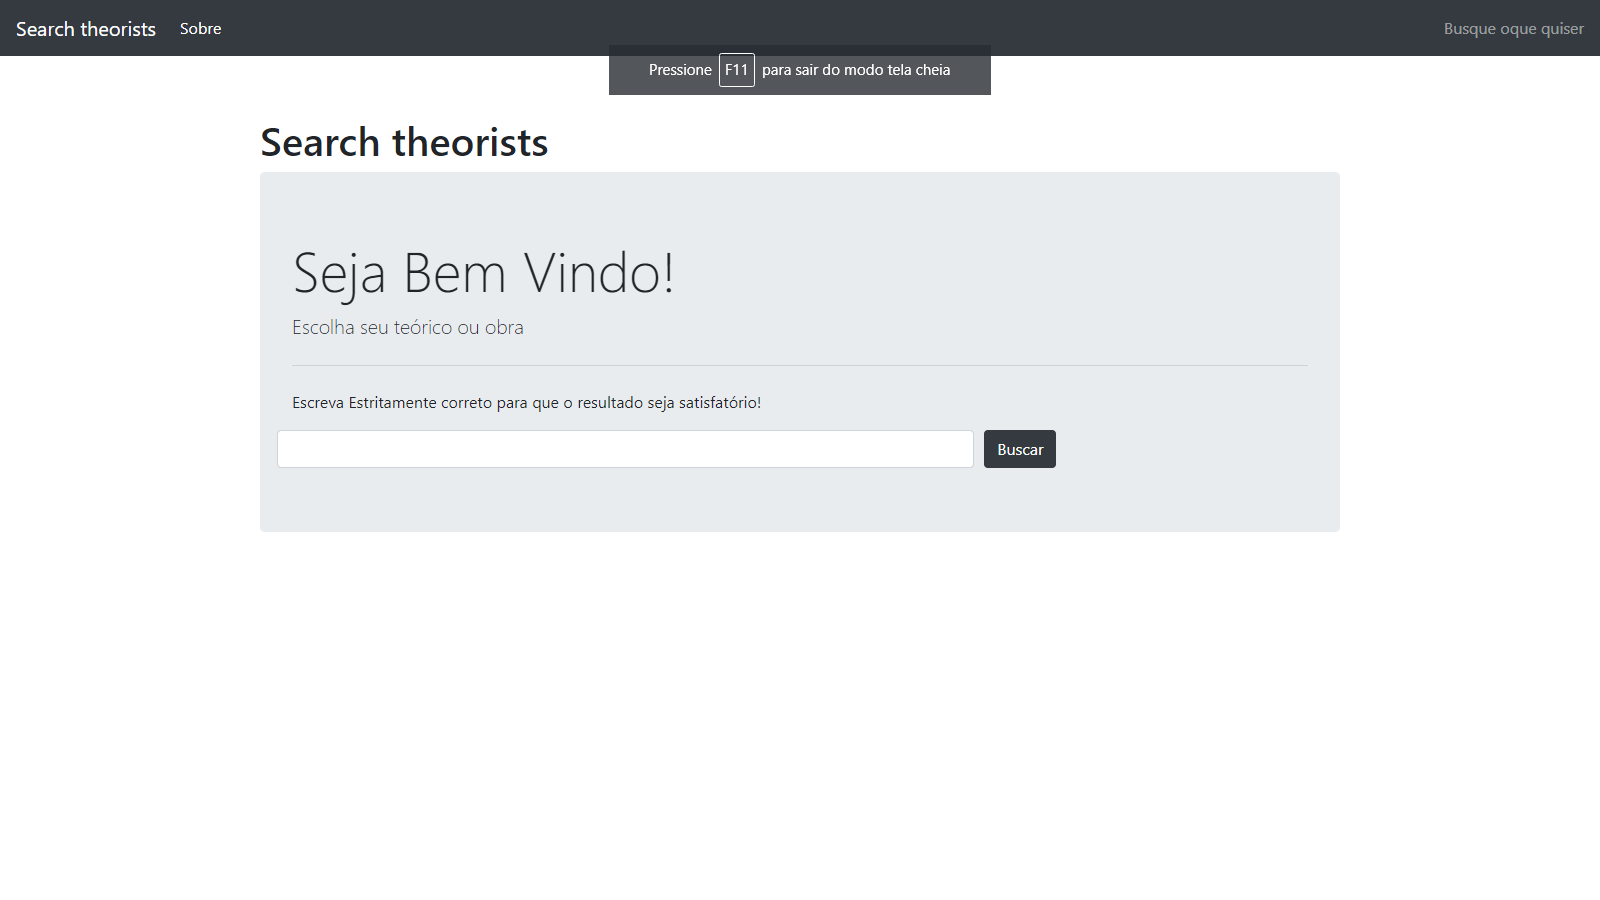 Search theorists Sobre Busque oque quiser
Pressione F11 para sair do modo tela cheia
Search theorists
Seja Bem Vindo!
Escolha seu teórico ou obra
Escreva Estritamente correto para que o resultado seja satisfatório!
Buscar